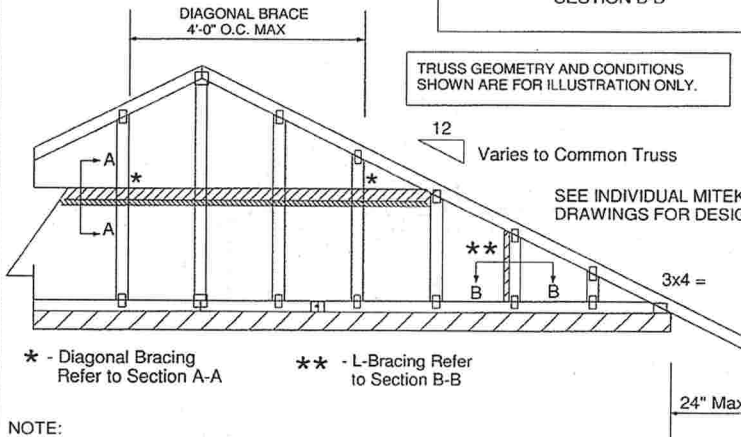 SECTION B-B
DIAGONAL BRACE
4'-0" O.C. MAX
TRUSS GEOMETRY AND CONDITIONS
SHOWN ARE FOR ILLUSTRATION ONLY.
12
Varies to Common Truss
SEE INDIVIDUAL MITEK
DRAWINGS FOR DESIG
A
*
*
A
**
B
B
3x4 =
* - Diagonal Bracing
Refer to Section A-A
** - L-Bracing Refer
to Section B-B
24" Max
NOTE: